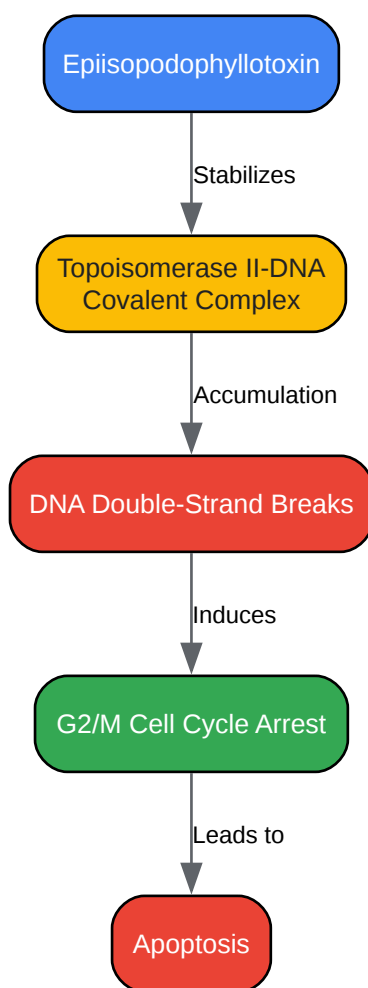 Epiisopodophyllotoxin
Stabilizes
Topoisomerase II-DNA
Covalent Complex
Accumulation
DNA Double-Strand Breaks
Induces
G2/M Cell Cycle Arrest
Leads to
Apoptosis